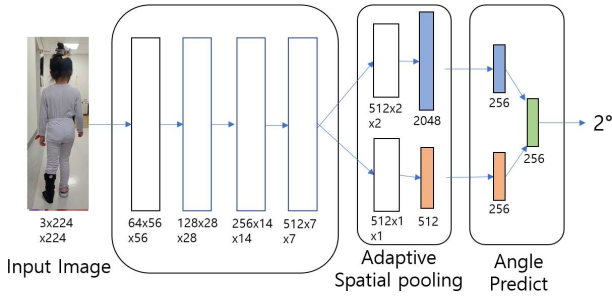 3x224
x224
Input Image
64x56
x56
128x28
x28
256x14
x14
512x7
x7
512x2
x2
2048
512x1
x1
512
Adaptive
Spatial pooling
256
256
256
Angle
Predict
2°